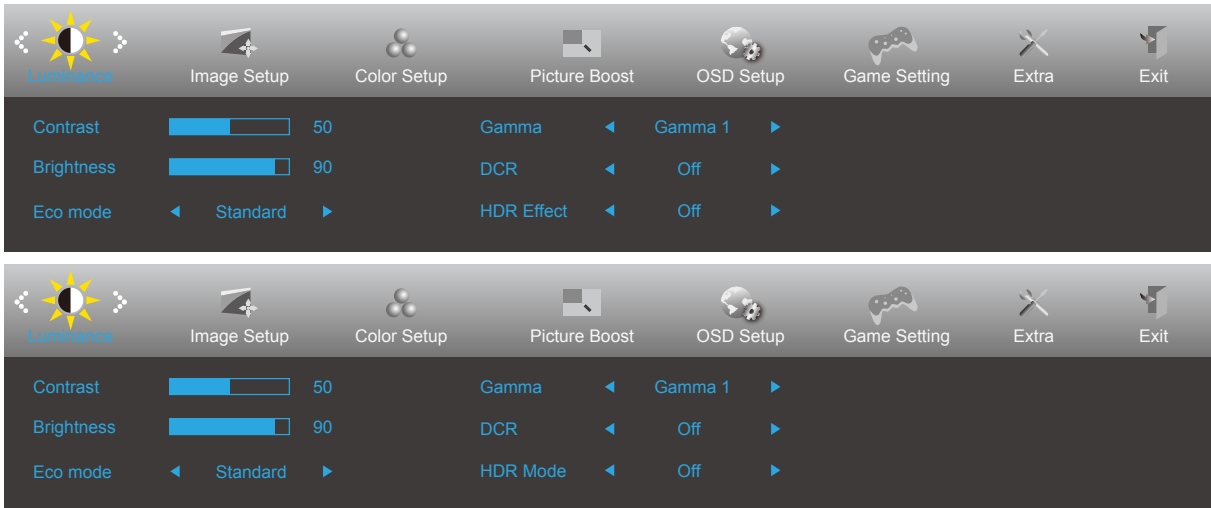 Luminance Image Setup Color Setup Picture Boost OSD Setup Game Setting Extra Exit
Contrast 50 Gamma Gamma 1
Brightness 90 DCR Off
Eco mode Standard HDR Effect Off
Luminance Image Setup Color Setup Picture Boost OSD Setup Game Setting Extra Exit
Contrast 50 Gamma Gamma 1
Brightness 90 DCR Off
Eco mode Standard HDR Mode Off